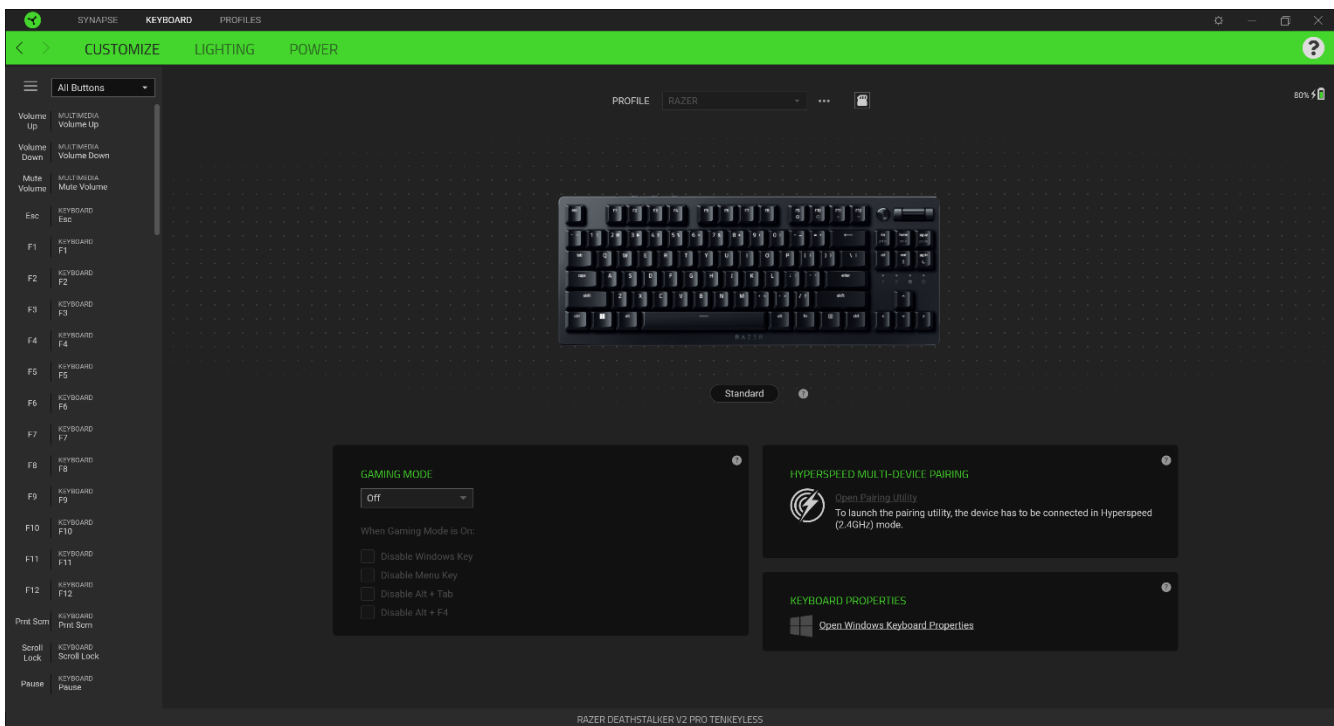 SYNAPSE KEYBOARD PROFILES
CUSTOMIZE LIGHTING POWER
All Buttons
PROFILE RAZER
80%
Volume Up MULTIMEDIA Volume Up
Volume Down MULTIMEDIA Volume Down
Mute Volume MULTIMEDIA Mute Volume
Esc KEYBOARD Esc
F1 KEYBOARD F1
F2 KEYBOARD F2
F3 KEYBOARD F3
F4 KEYBOARD F4
F5 KEYBOARD F5
F6 KEYBOARD F6
F7 KEYBOARD F7
F8 KEYBOARD F8
F9 KEYBOARD F9
F10 KEYBOARD F10
F11 KEYBOARD F11
F12 KEYBOARD F12
Prnt Scrn KEYBOARD Prnt Scrn
Scroll Lock KEYBOARD Scroll Lock
Pause KEYBOARD Pause
RAZER
Standard
GAMING MODE
Off
When Gaming Mode is On:
Disable Windows Key
Disable Menu Key
Disable Alt + Tab
Disable Alt + F4
HYPERSPEED MULTI-DEVICE PAIRING
Open Pairing Utility
To launch the pairing utility, the device has to be connected in Hyperspeed
(2.4GHz) mode.
KEYBOARD PROPERTIES
Open Windows Keyboard Properties
RAZER DEATHSTALKER V2 PRO TENKEYLESS